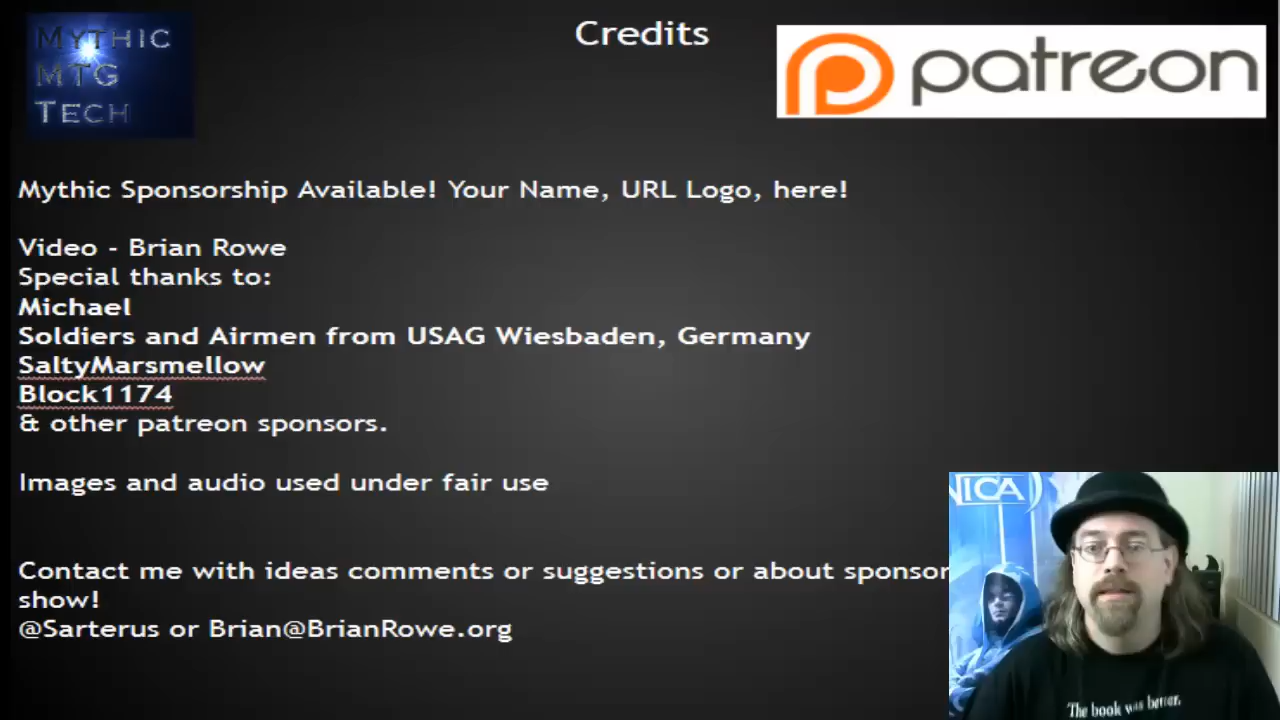 MYTHIC
MTG
TECH
Credits
patreon
Mythic Sponsorship Available! Your Name, URL Logo, here!
Video - Brian Rowe
Special thanks to:
Michael
Soldiers and Airmen from USAG Wiesbaden, Germany
SaltyMarsmellow
Block1174
& other patreon sponsors.
Images and audio used under fair use
Contact me with ideas comments or suggestions or about sponsor
show!
@Sarterus or Brian@BrianRowe.org
NICA
The book was better.